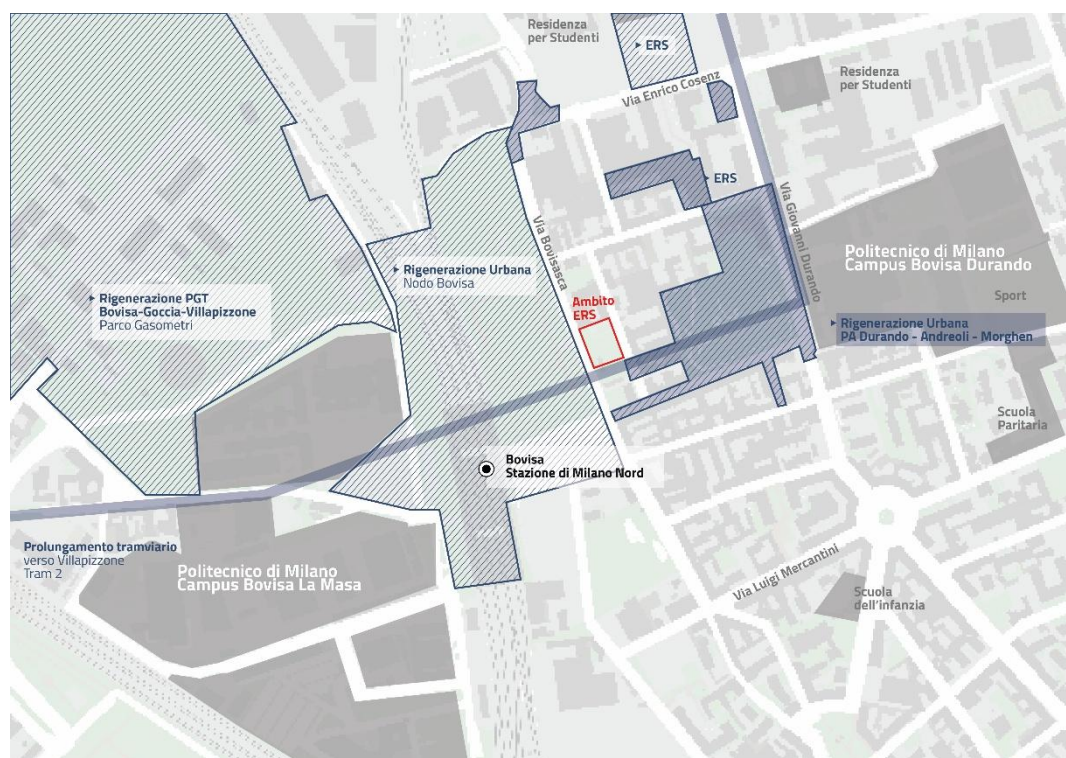 Residenza
per Studenti
ERS
Via Enrico Cosenz
Residenza
per Studenti
ERS
Via Giovanni Durando
Via Bovisasca
Politecnico di Milano
Campus Bovisa Durando
Rigenerazione Urbana
Nodo Bovisa
Rigenerazione PGT
Bovisa-Goccia-Villapizzone
Parco Gasometri
Ambito
ERS
Sport
Rigenerazione Urbana
PA Durando - Andreoli - Morghen
Scuola
Paritaria
Bovisa
Stazione di Milano Nord
Prolungamento tramviario
verso Villapizzone
Tram 2
Politecnico di Milano
Campus Bovisa La Masa
Via Luigi Mercantini
Scuola
dell'infanzia